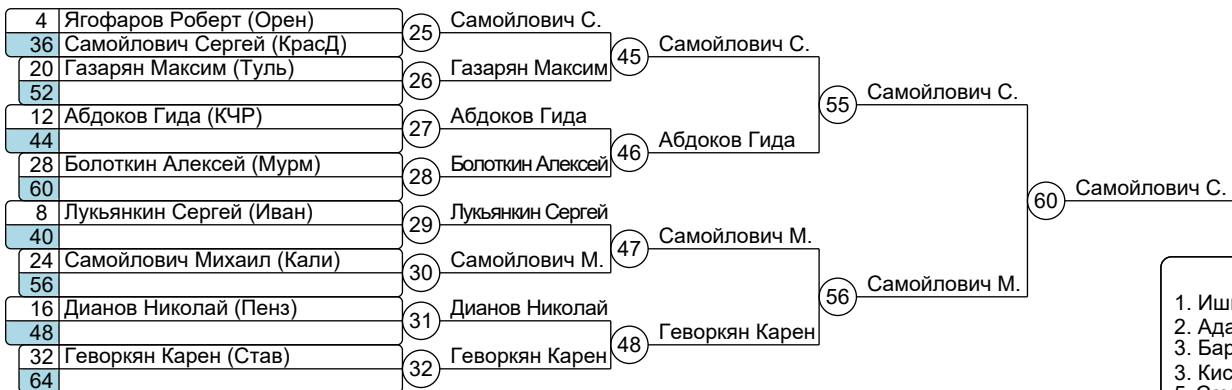 4 Ягофаров Роберт (Орен)
36 Самойлович Сергей (КрасД)
20 Газарян Максим (Туль)
52
12 Абдоков Гида (КЧР)
44
28 Болоткин Алексей (Мурм)
60
8 Лукьянкин Сергей (Иван)
40
24 Самойлович Михаил (Кали)
56
16 Дианов Николай (Пенз)
48
32 Геворкян Карен (Став)
64
25 Самойлович С.
26 Газарян Максим
27 Абдоков Гида
28 Болоткин Алексей
29 Лукьянкин Сергей
30 Самойлович М.
31 Дианов Николай
32 Геворкян Карен
45 Самойлович С.
46 Абдоков Гида
47 Самойлович М.
48 Геворкян Карен
55 Самойлович С.
56 Самойлович М.
60 Самойлович С.
1.
2.
3.
3.